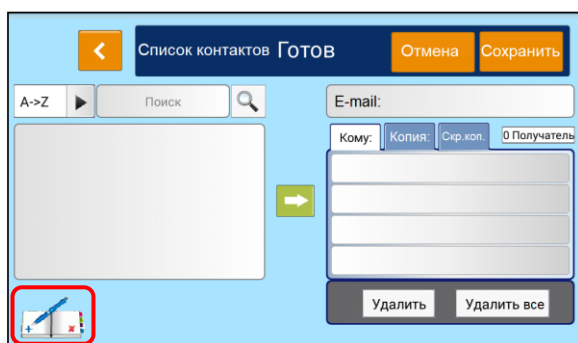 Список контактов Готов Отмена Сохранить
A->Z Поиск E-mail:
Кому: Копия: Скр.коп. 0 Получатель
Удалить Удалить все